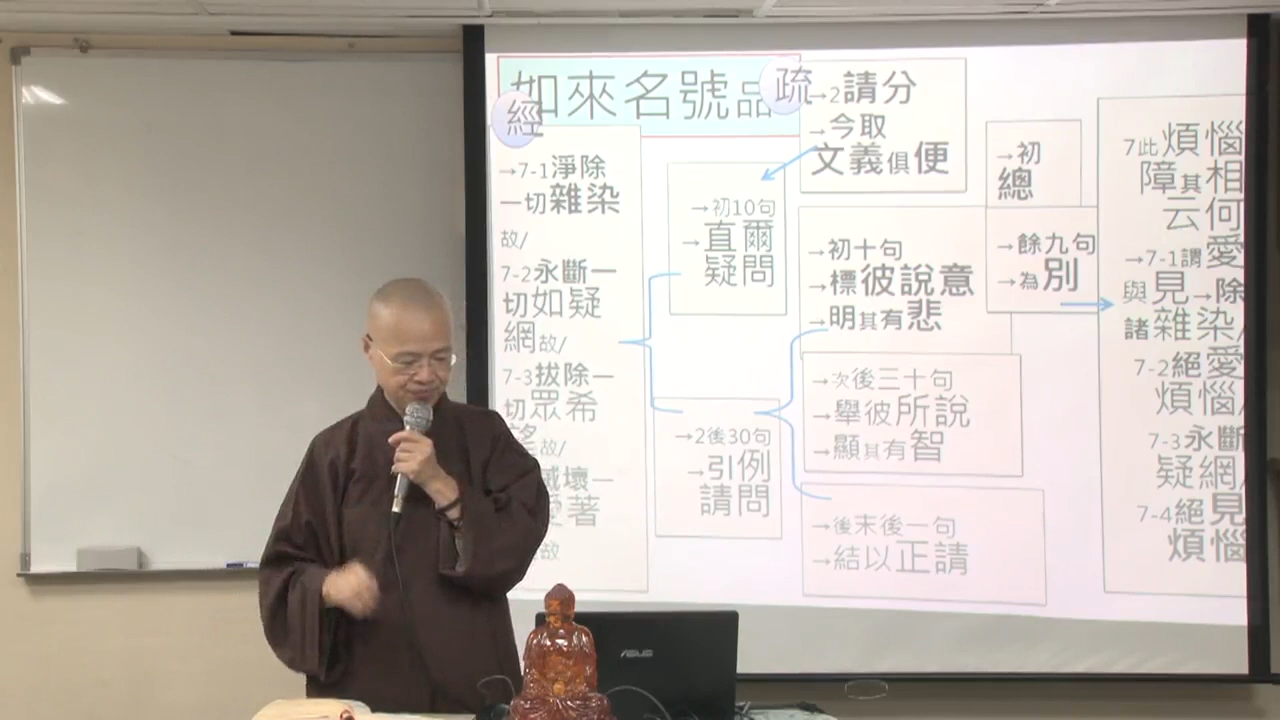 如來名號品
疏
經
→7-1淨除
一切雜染
故/
7-2永斷一
切如疑
網故/
7-3拔除一
切眾希
望故/
滅壞一
愛著
故
→初10句
→直爾
疑問
→2後30句
→引例
請問
→2請分
→今取
文義俱便
→初十句
→標彼說意
→明其有悲
→次後三十句
→舉彼所說
→顯其有智
→後末後一句
→結以正請
→初
總
→餘九句
→為別
7此煩惱
障其相
云何
→7-1謂愛
與見→除
諸雜染/
7-2絕愛
煩惱/
7-3永斷
疑網/
7-4絕見
煩惱
ASUS